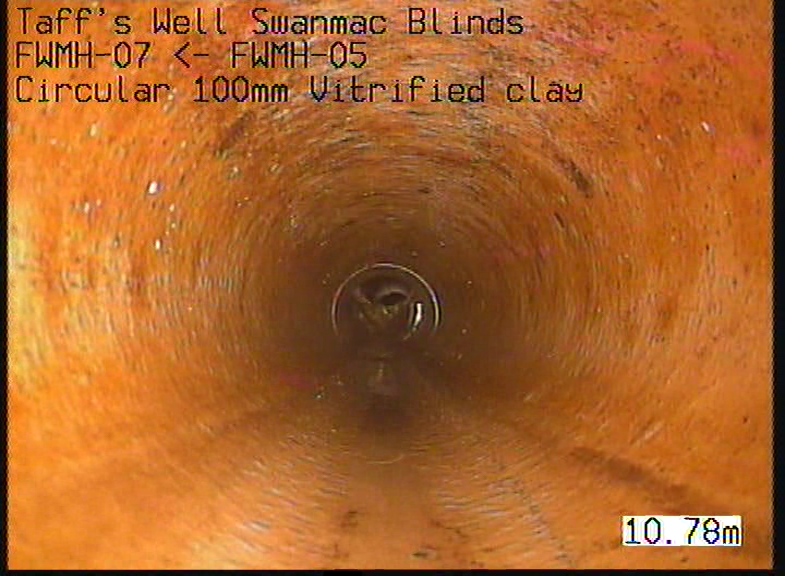 Taff's Well Swanmac Blinds
FWMH-07 <- FWMH-05
Circular 100mm Vitrified clay
10.78m